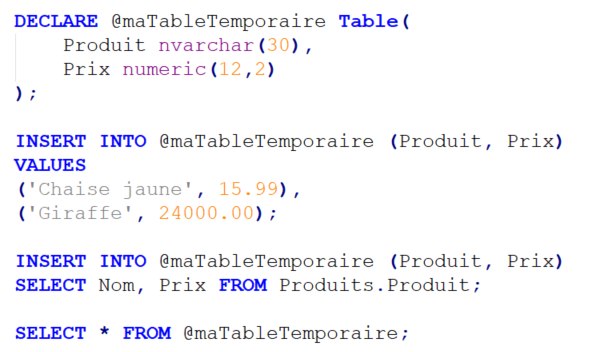 DECLARE @maTableTemporaire Table(
    Produit nvarchar(30),
    Prix numeric(12,2)
);

INSERT INTO @maTableTemporaire (Produit, Prix)
VALUES
('Chaise jaune', 15.99),
('Giraffe', 24000.00);

INSERT INTO @maTableTemporaire (Produit, Prix)
SELECT Nom, Prix FROM Produits.Produit;

SELECT * FROM @maTableTemporaire;